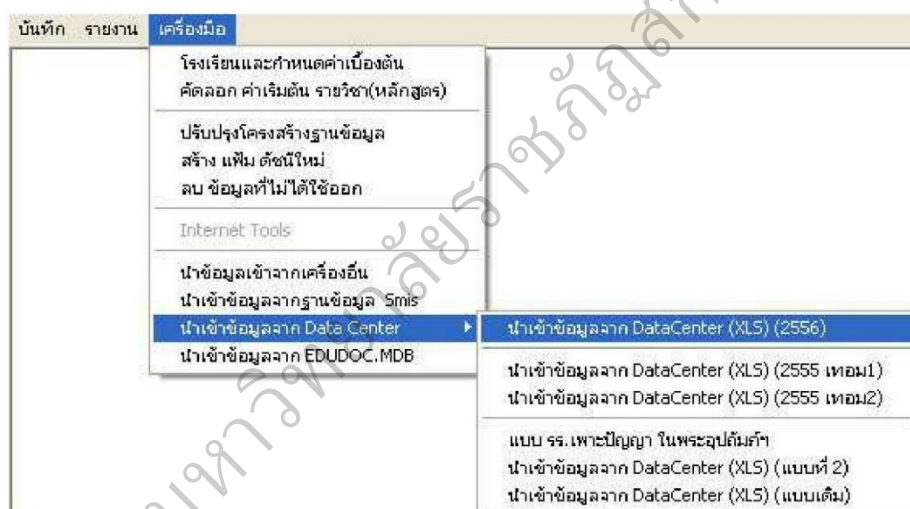 บันทึก รายงาน เครื่องมือ
โรงเรียนและกำหนดค่าเบื้องต้น
คัดลอก ค่าเริ่มต้น รายวิชา(หลักสูตร)
ปรับปรุงโครงสร้างฐานข้อมูล
สร้าง แฟ้ม ดัชนีใหม่
ลบ ข้อมูลที่ไม่ได้ใช้ออก
Internet Tools
นำข้อมูลเข้าจากเครื่องอื่น
นำเข้าข้อมูลจากฐานข้อมูล Smis
นำเข้าข้อมูลจาก Data Center
นำเข้าข้อมูลจาก EDUDOC.MDB
นำเข้าข้อมูลจาก DataCenter (XLS) (2556)
นำเข้าข้อมูลจาก DataCenter (XLS) (2555 เทอม1)
นำเข้าข้อมูลจาก DataCenter (XLS) (2555 เทอม2)
แบบ รร.เพาะปัญญา ในพระอุปถัมภ์ฯ
นำเข้าข้อมูลจาก DataCenter (XLS) (แบบที่ 2)
นำเข้าข้อมูลจาก DataCenter (XLS) (แบบเดิม)
มหาวิทยาลัยราชภัฏ